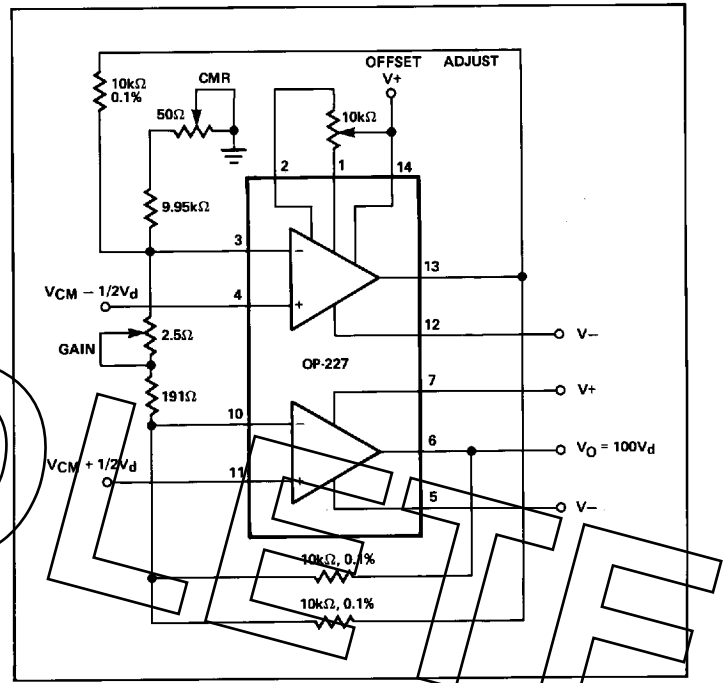 OFFSET ADJUST
V+
10kΩ
0.1%
CMR
50Ω
10kΩ
2
1
14
9.95kΩ
3
−
13
VCM − 1/2Vd
4
+
12
V−
2.5Ω
GAIN
OP-227
7
V+
191Ω
10
−
6
VO = 100Vd
VCM + 1/2Vd
11
+
5
V−
10kΩ, 0.1%
10kΩ, 0.1%